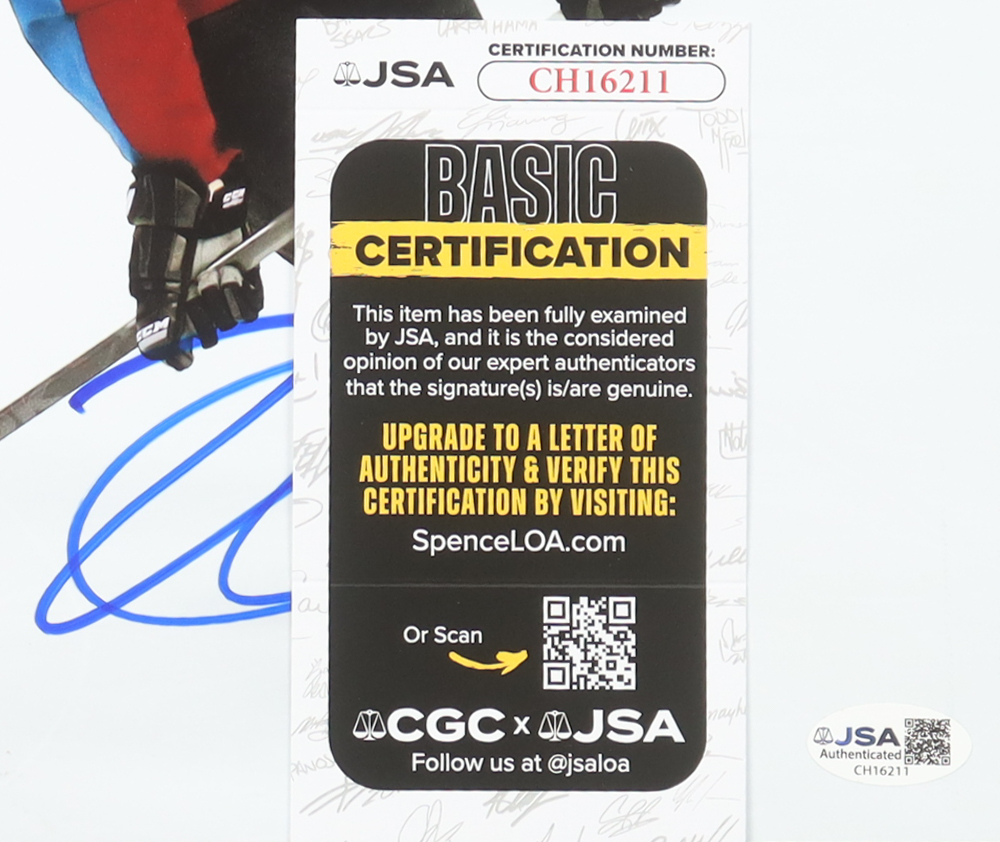 CERTIFICATION NUMBER:
JSA
CH16211
BASIC
CERTIFICATION
This item has been fully examined
by JSA, and it is the considered
opinion of our expert authenticators
that the signature(s) is/are genuine.
UPGRADE TO A LETTER OF
AUTHENTICITY & VERIFY THIS
CERTIFICATION BY VISITING:
SpenceLOA.com
Or Scan
CGC x JSA
Follow us at @jsaloa
CCM
JSA
Authenticated
CH16211